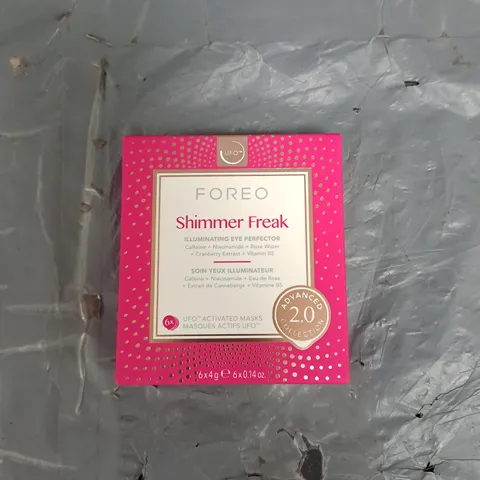 UFO™
FOREO
Shimmer Freak
ILLUMINATING EYE PERFECTOR
Caffeine + Niacinamide + Rose Water
+ Cranberry Extract + Vitamin B5
SOIN YEUX ILLUMINATEUR
Caféine + Niacinamide + Eau de Rose
+ Extrait de Canneberge + Vitamine B5
6x
UFO™ ACTIVATED MASKS
MASQUES ACTIFS UFO™
ADVANCED
2.0
COLLECTION
6 x 4 g ℮ 6 x 0.14 oz.